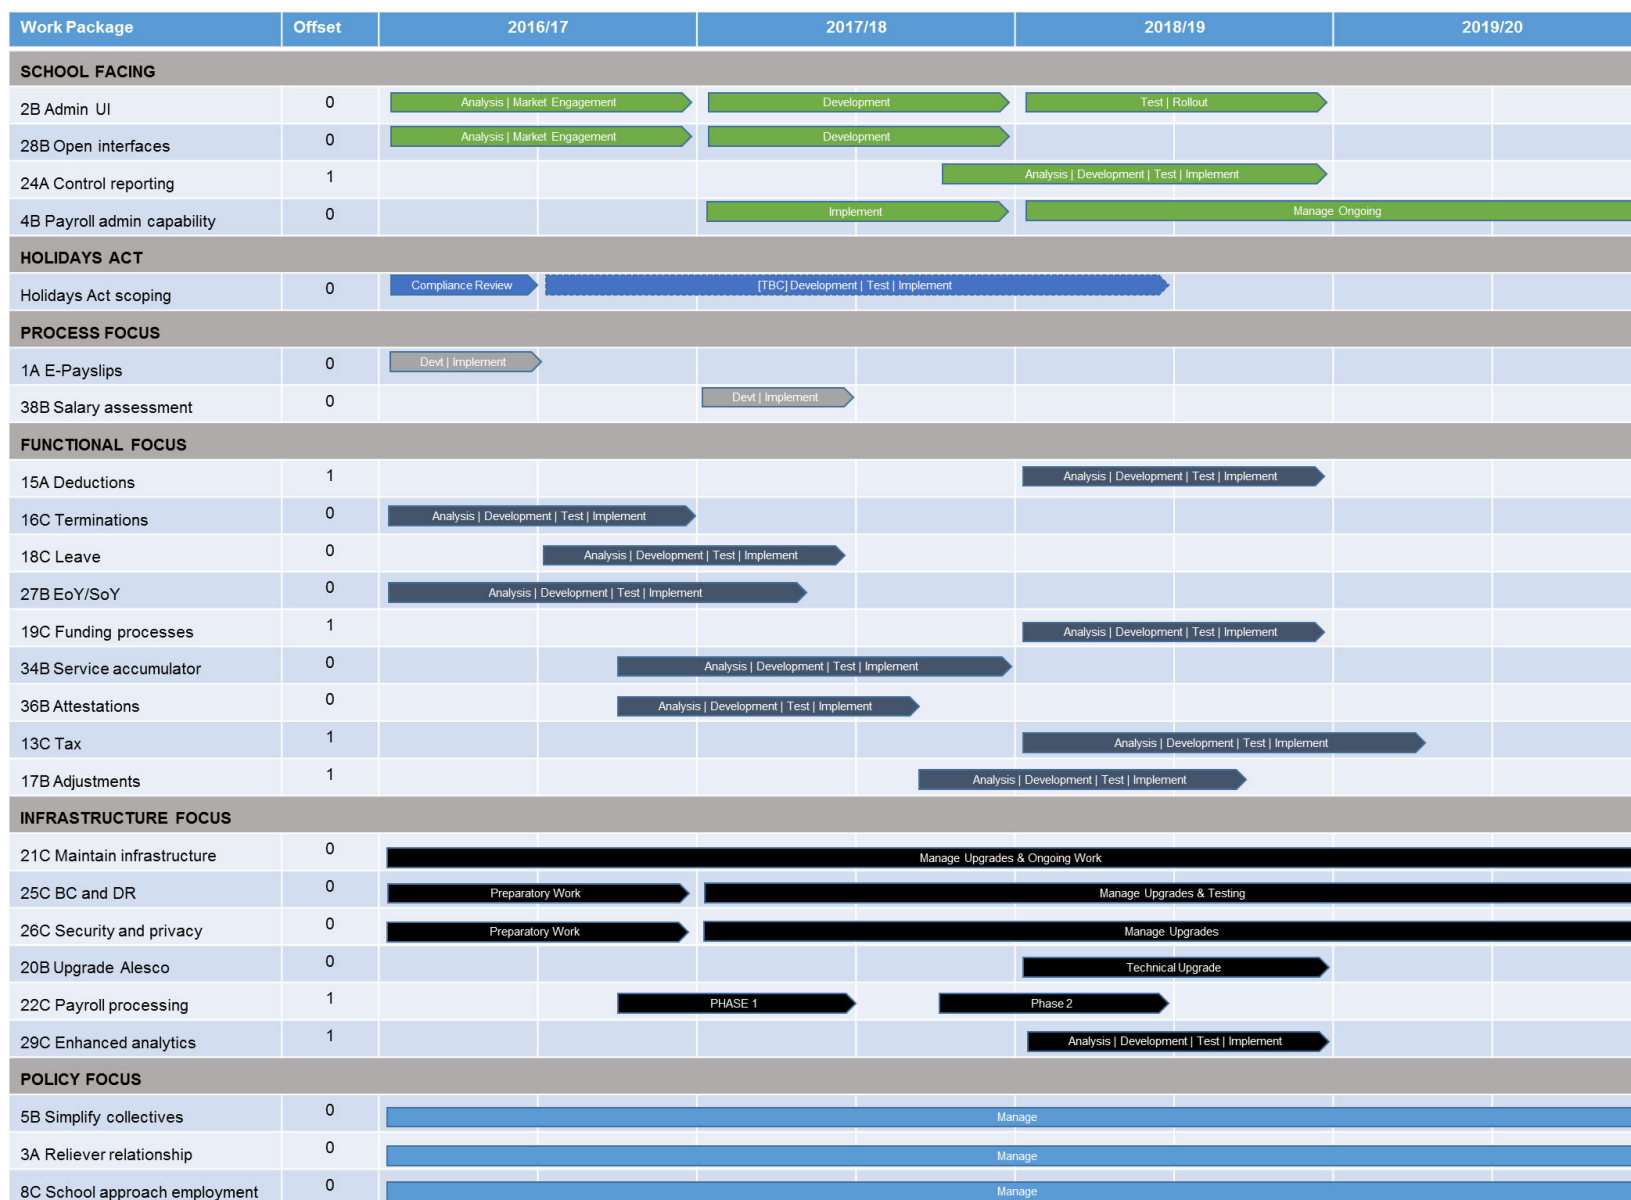 Work Package Offset 2016/17 2017/18 2018/19 2019/20
SCHOOL FACING
2B Admin UI 0 Analysis | Market Engagement Development Test | Rollout
28B Open interfaces 0 Analysis | Market Engagement Development
24A Control reporting 1 Analysis | Development | Test | Implement
4B Payroll admin capability 0 Implement Manage Ongoing
HOLIDAYS ACT
Holidays Act scoping 0 Compliance Review [TBC] Development | Test | Implement
PROCESS FOCUS
1A E-Payslips 0 Devt | Implement
38B Salary assessment 0 Devt | Implement
FUNCTIONAL FOCUS
15A Deductions 1 Analysis | Development | Test | Implement
16C Terminations 0 Analysis | Development | Test | Implement
18C Leave 0 Analysis | Development | Test | Implement
27B EoY/SoY 0 Analysis | Development | Test | Implement
19C Funding processes 1 Analysis | Development | Test | Implement
34B Service accumulator 0 Analysis | Development | Test | Implement
36B Attestations 0 Analysis | Development | Test | Implement
13C Tax 1 Analysis | Development | Test | Implement
17B Adjustments 1 Analysis | Development | Test | Implement
INFRASTRUCTURE FOCUS
21C Maintain infrastructure 0 Manage Upgrades & Ongoing Work
25C BC and DR 0 Preparatory Work Manage Upgrades & Testing
26C Security and privacy 0 Preparatory Work Manage Upgrades
20B Upgrade Alesco 0 Technical Upgrade
22C Payroll processing 1 PHASE 1 Phase 2
29C Enhanced analytics 1 Analysis | Development | Test | Implement
POLICY FOCUS
5B Simplify collectives 0 Manage
3A Reliever relationship 0 Manage
8C School approach employment 0 Manage